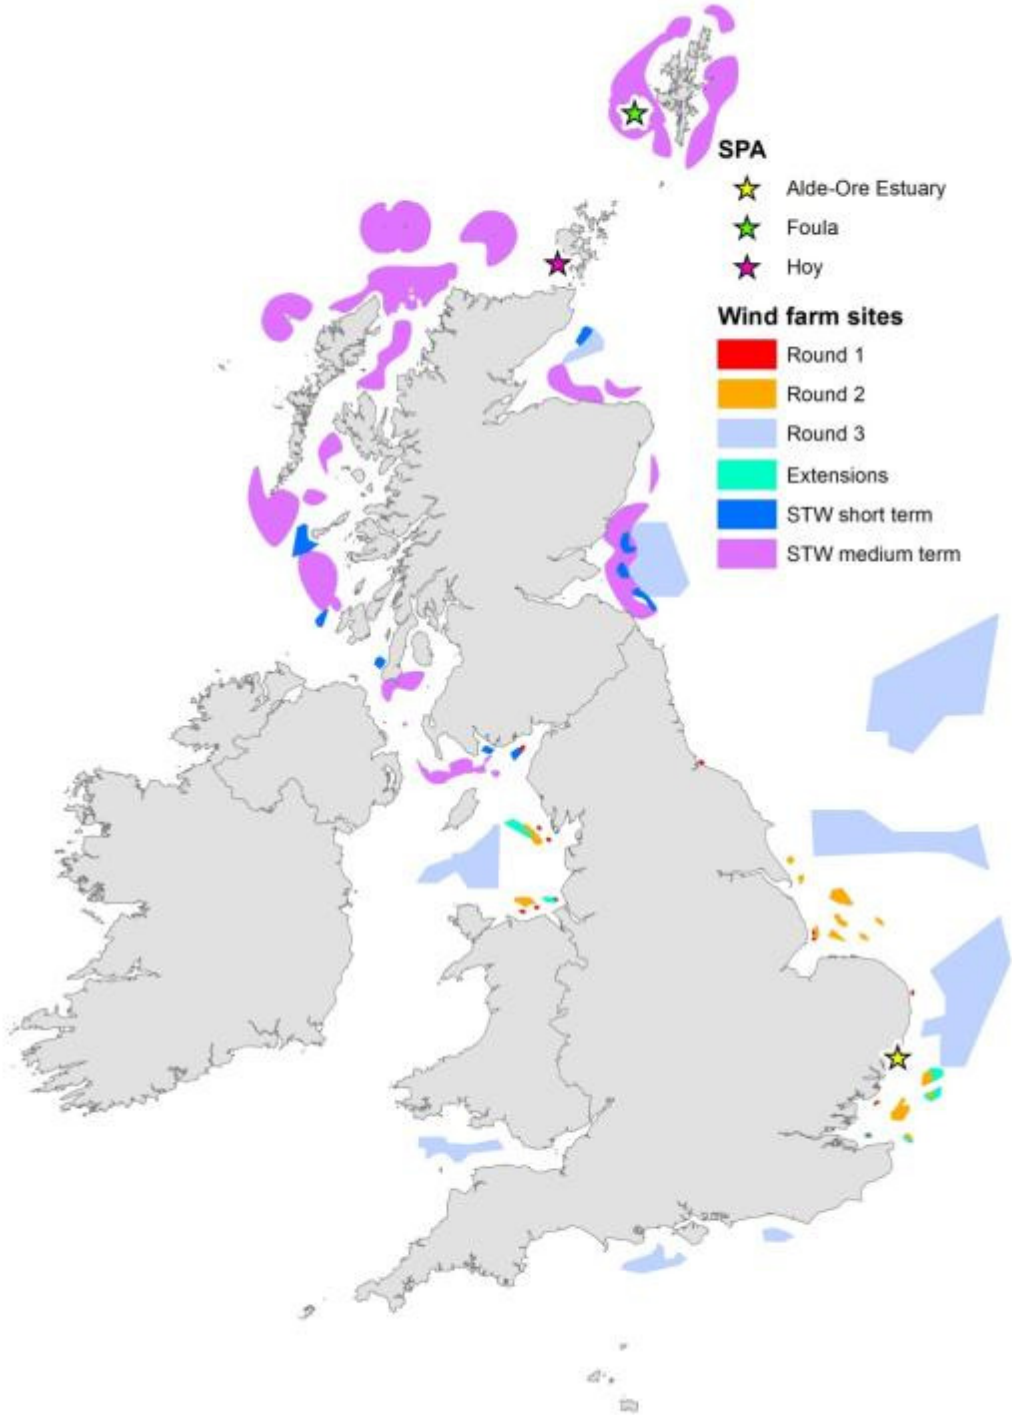 SPA
Alde-Ore Estuary
Foula
Hoy
Wind farm sites
Round 1
Round 2
Round 3
Extensions
STW short term
STW medium term